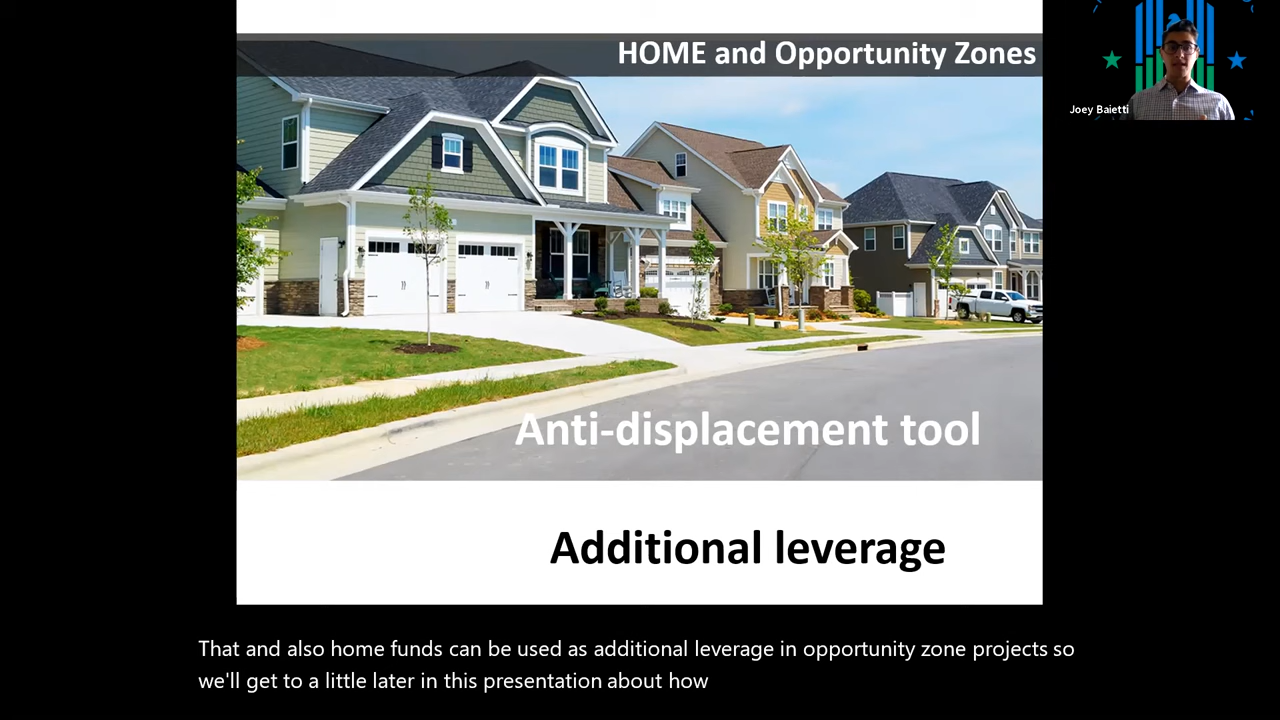 HOME and Opportunity Zones
Joey Baietti
Anti-displacement tool
Additional leverage
That and also home funds can be used as additional leverage in opportunity zone projects so
we'll get to a little later in this presentation about how